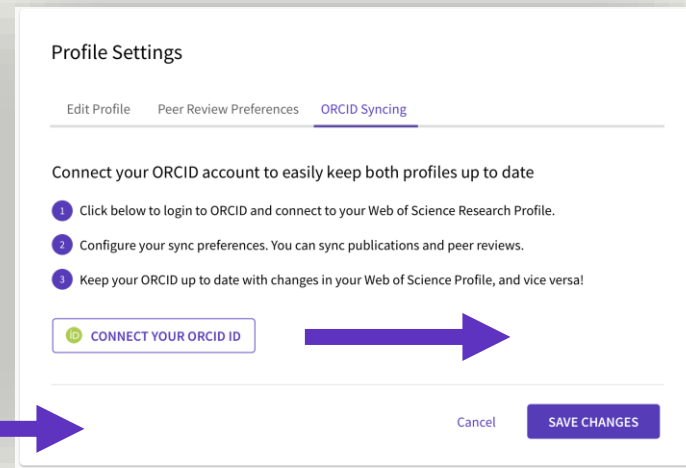 Profile Settings
Edit Profile Peer Review Preferences ORCID Syncing
Connect your ORCID account to easily keep both profiles up to date
1 Click below to login to ORCID and connect to your Web of Science Research Profile.
2 Configure your sync preferences. You can sync publications and peer reviews.
3 Keep your ORCID up to date with changes in your Web of Science Profile, and vice versa!
iD CONNECT YOUR ORCID ID
Cancel SAVE CHANGES